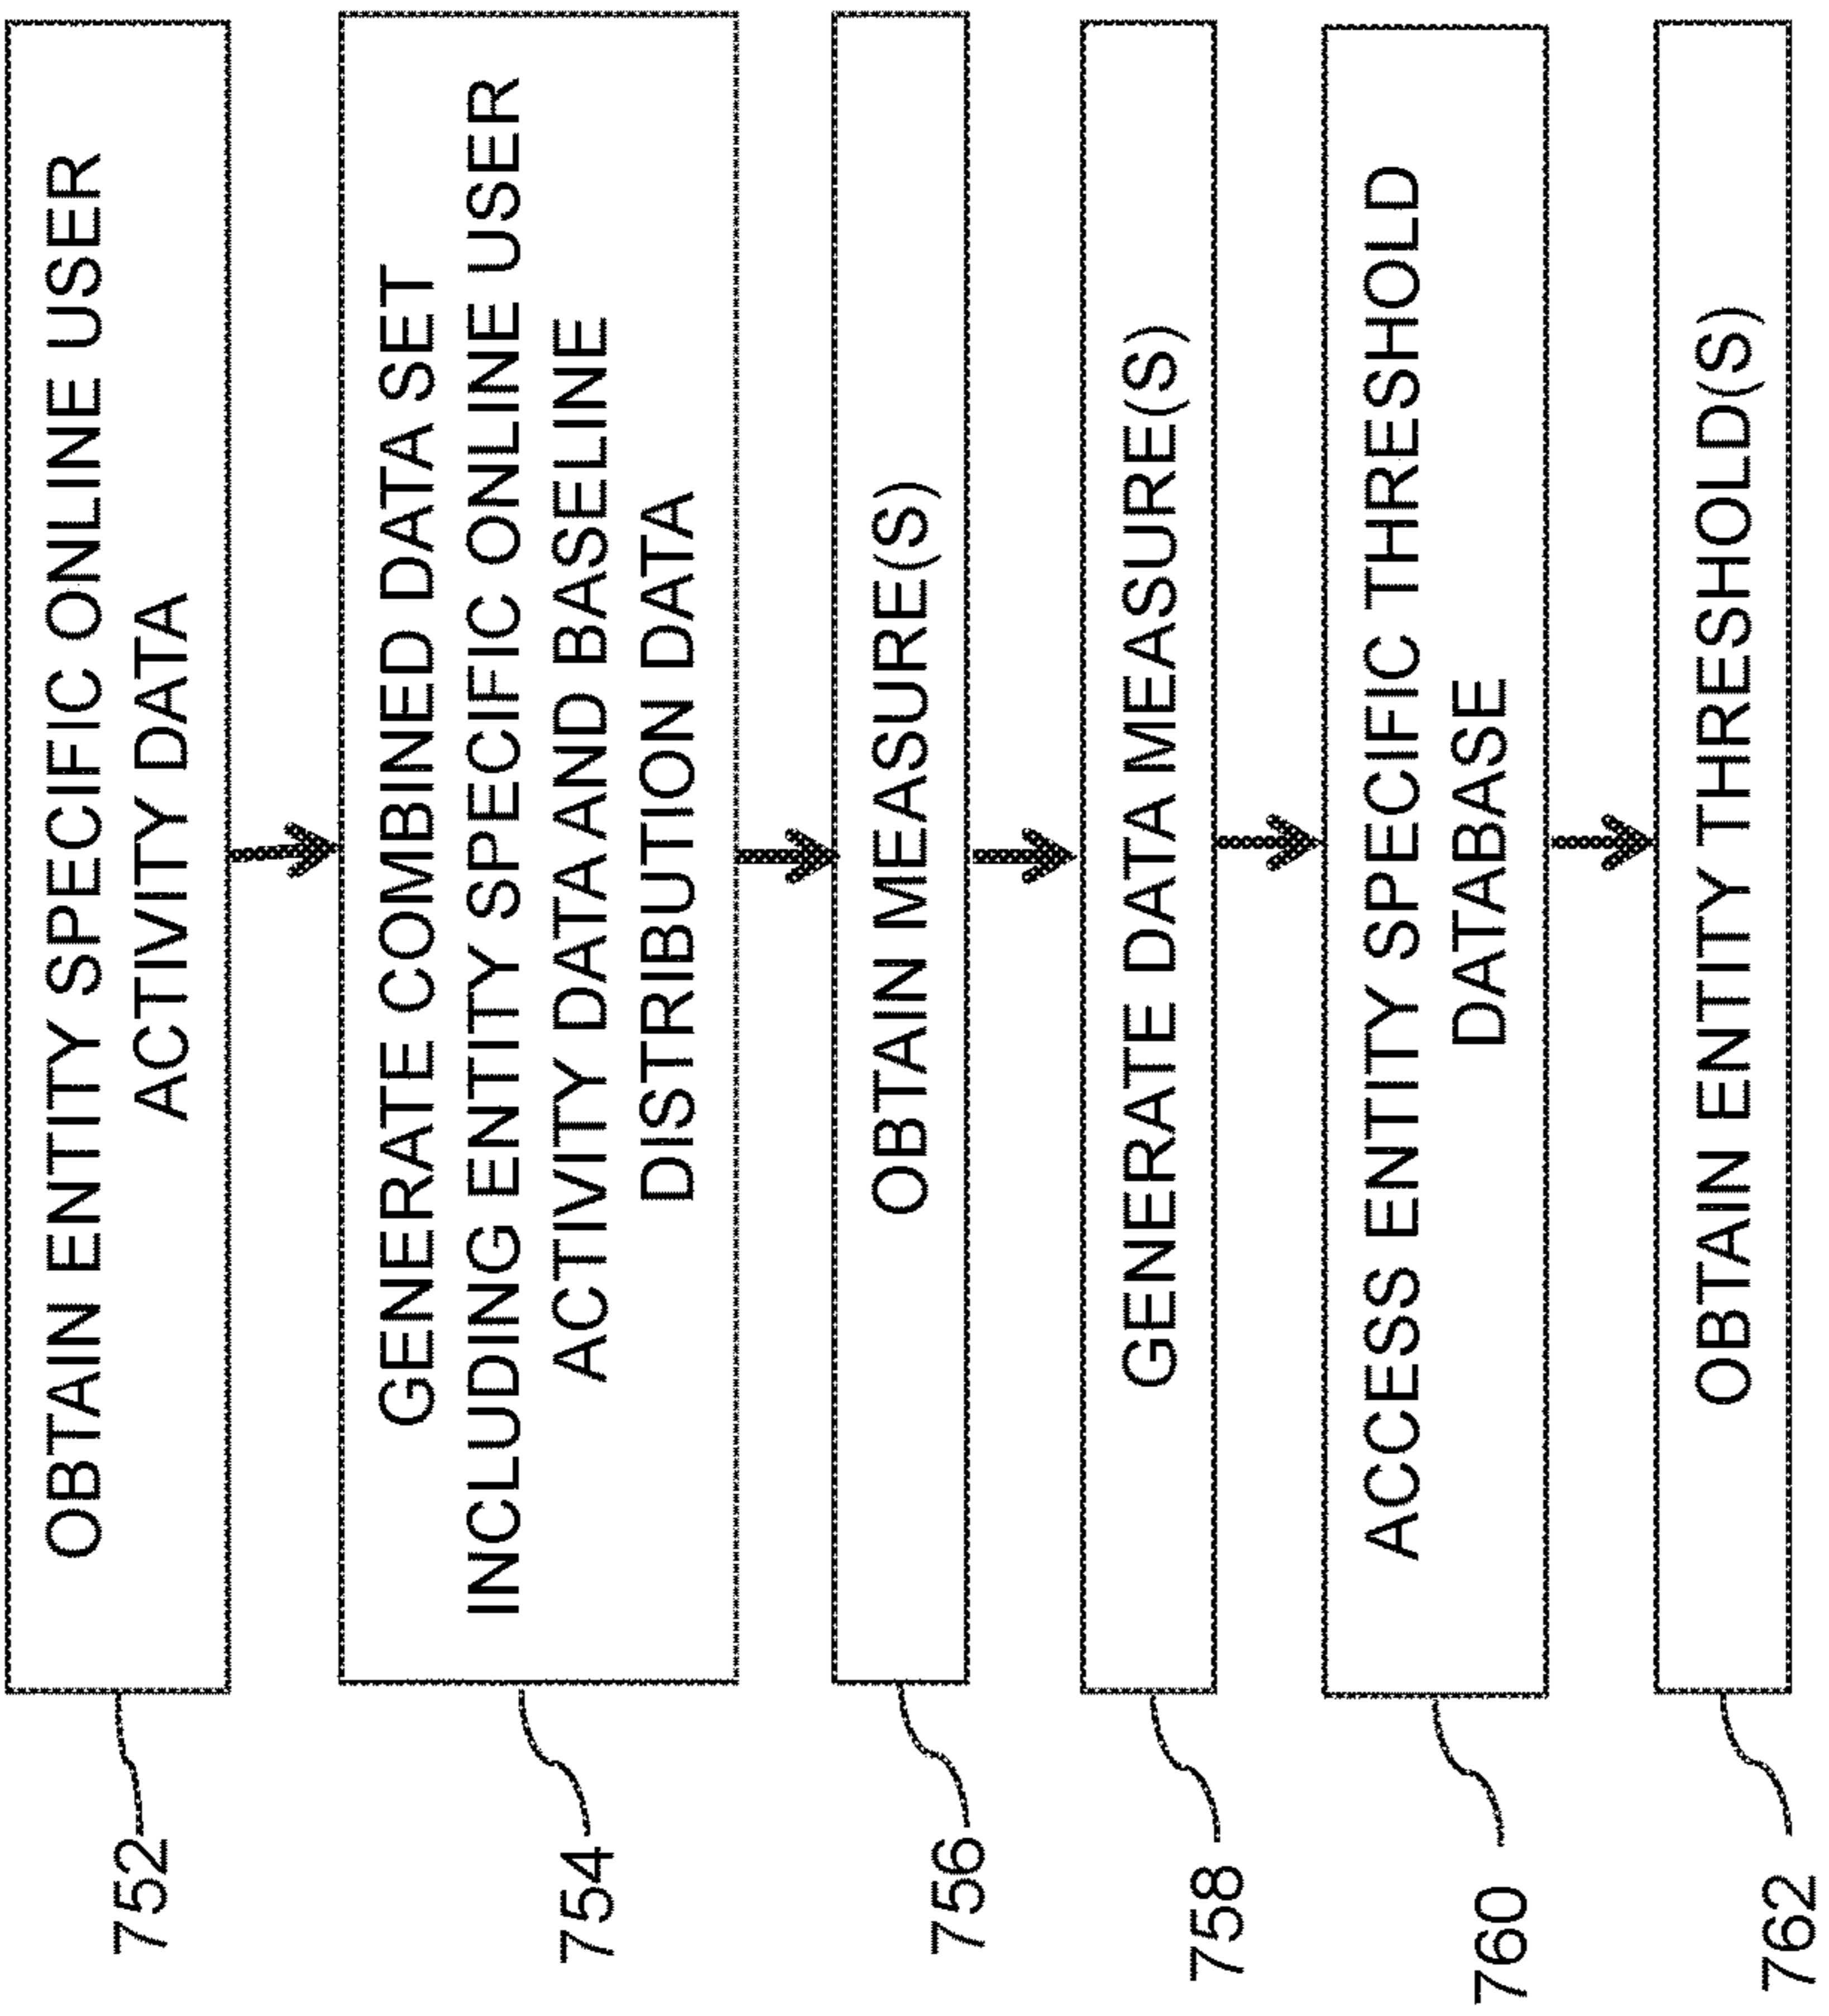 752
OBTAIN ENTITY SPECIFIC ONLINE USER
ACTIVITY DATA
754
GENERATE COMBINED DATA SET
INCLUDING ENTITY SPECIFIC ONLINE USER
ACTIVITY DATA AND BASELINE
DISTRIBUTION DATA
756
OBTAIN MEASURE(S)
758
GENERATE DATA MEASURE(S)
760
ACCESS ENTITY SPECIFIC THRESHOLD
DATABASE
762
OBTAIN ENTITY THRESHOLD(S)